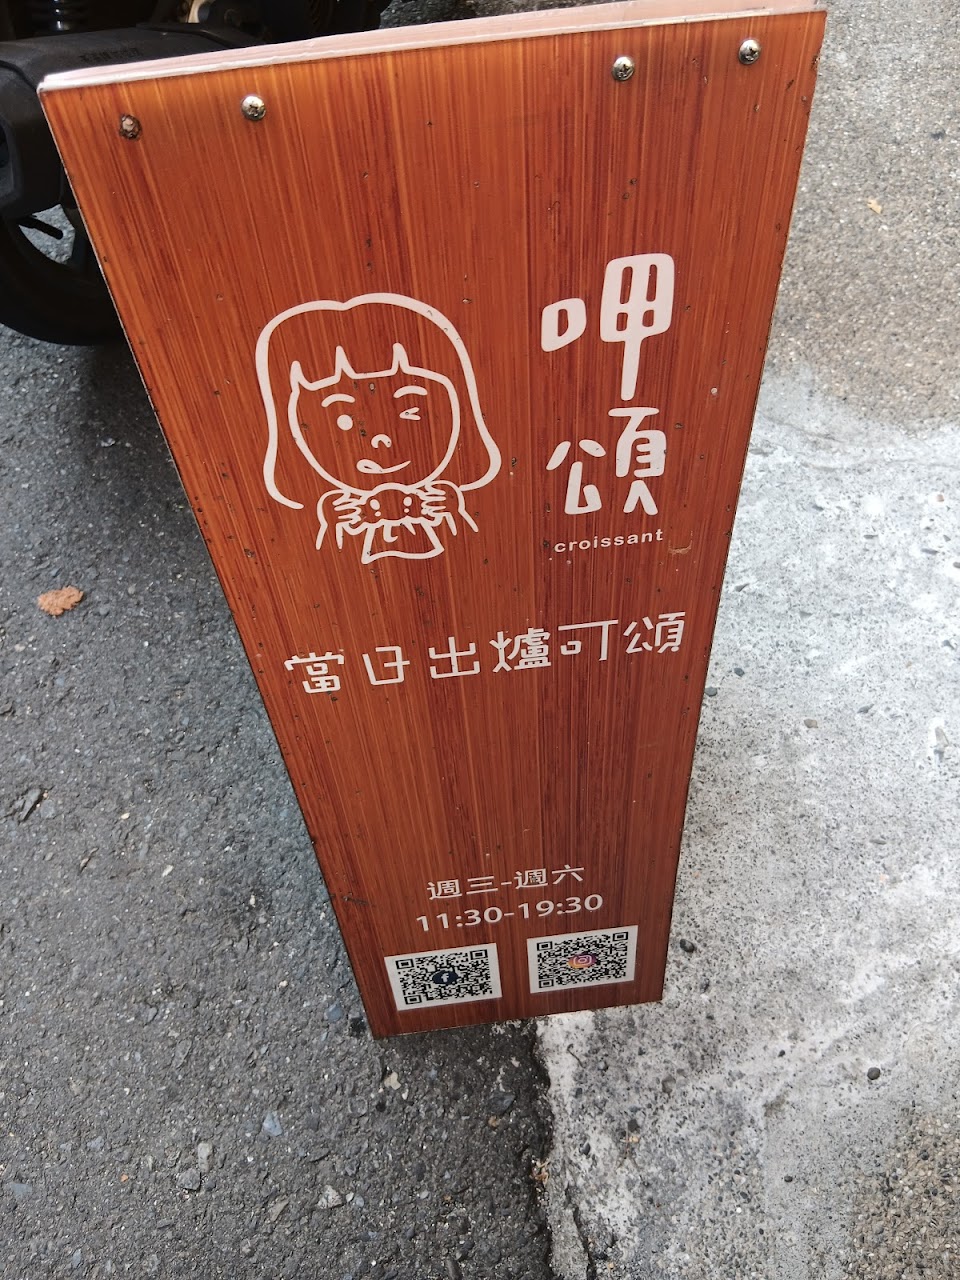 呷
頌
croissant
當日出爐可頌
週三-週六
11:30-19:30